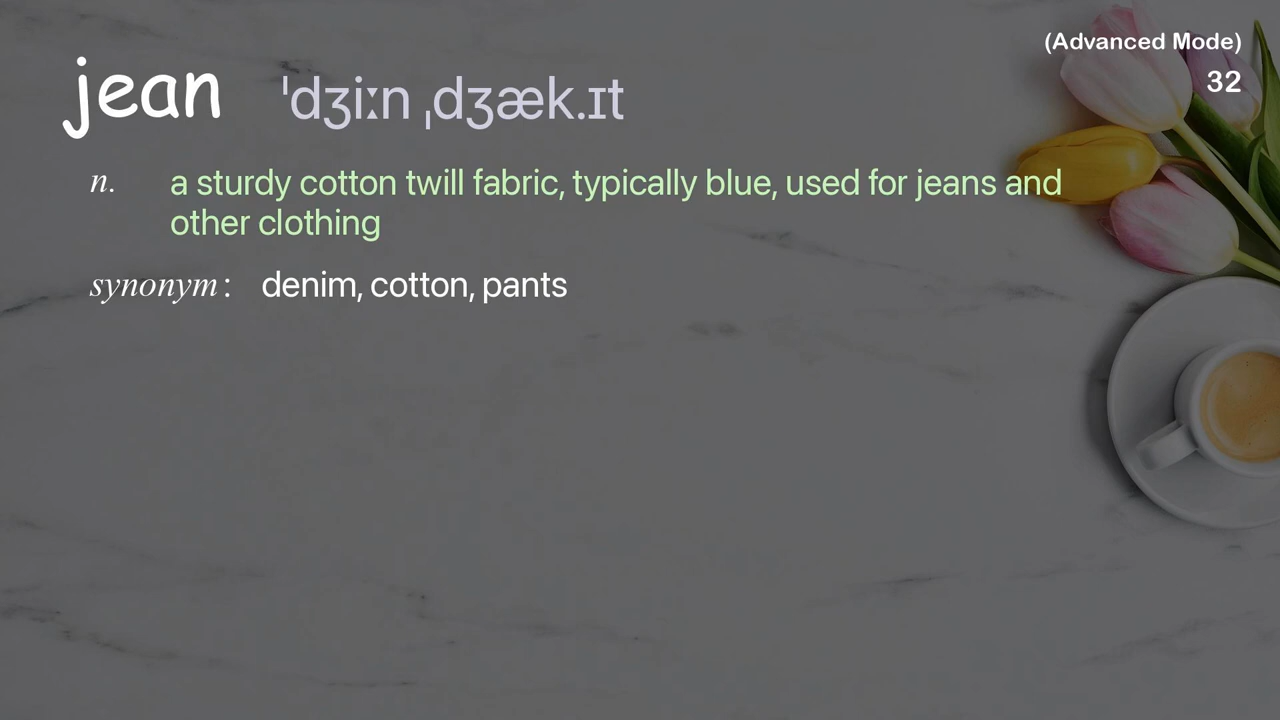 (Advanced Mode)
32
jean ˈdʒiːn ˌdʒæk.ɪt
n. a sturdy cotton twill fabric, typically blue, used for jeans and
other clothing
synonym: denim, cotton, pants